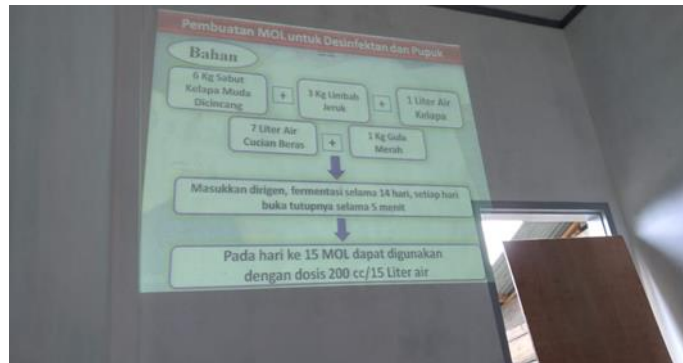 Pembuatan MOL untuk Desinfektan dan Pupuk
Bahan
6 Kg Sabut
Kelapa Muda
Dicincang
+
3 Kg Limbah
Jeruk
+
1 Liter Air
Kelapa
7 Liter Air
Cucian Beras
+
1 Kg Gula
Merah
Masukkan dirigen, fermentasi selama 14 hari, setiap hari
buka tutupnya selama 5 menit
Pada hari ke 15 MOL dapat digunakan
dengan dosis 200 cc/15 Liter air